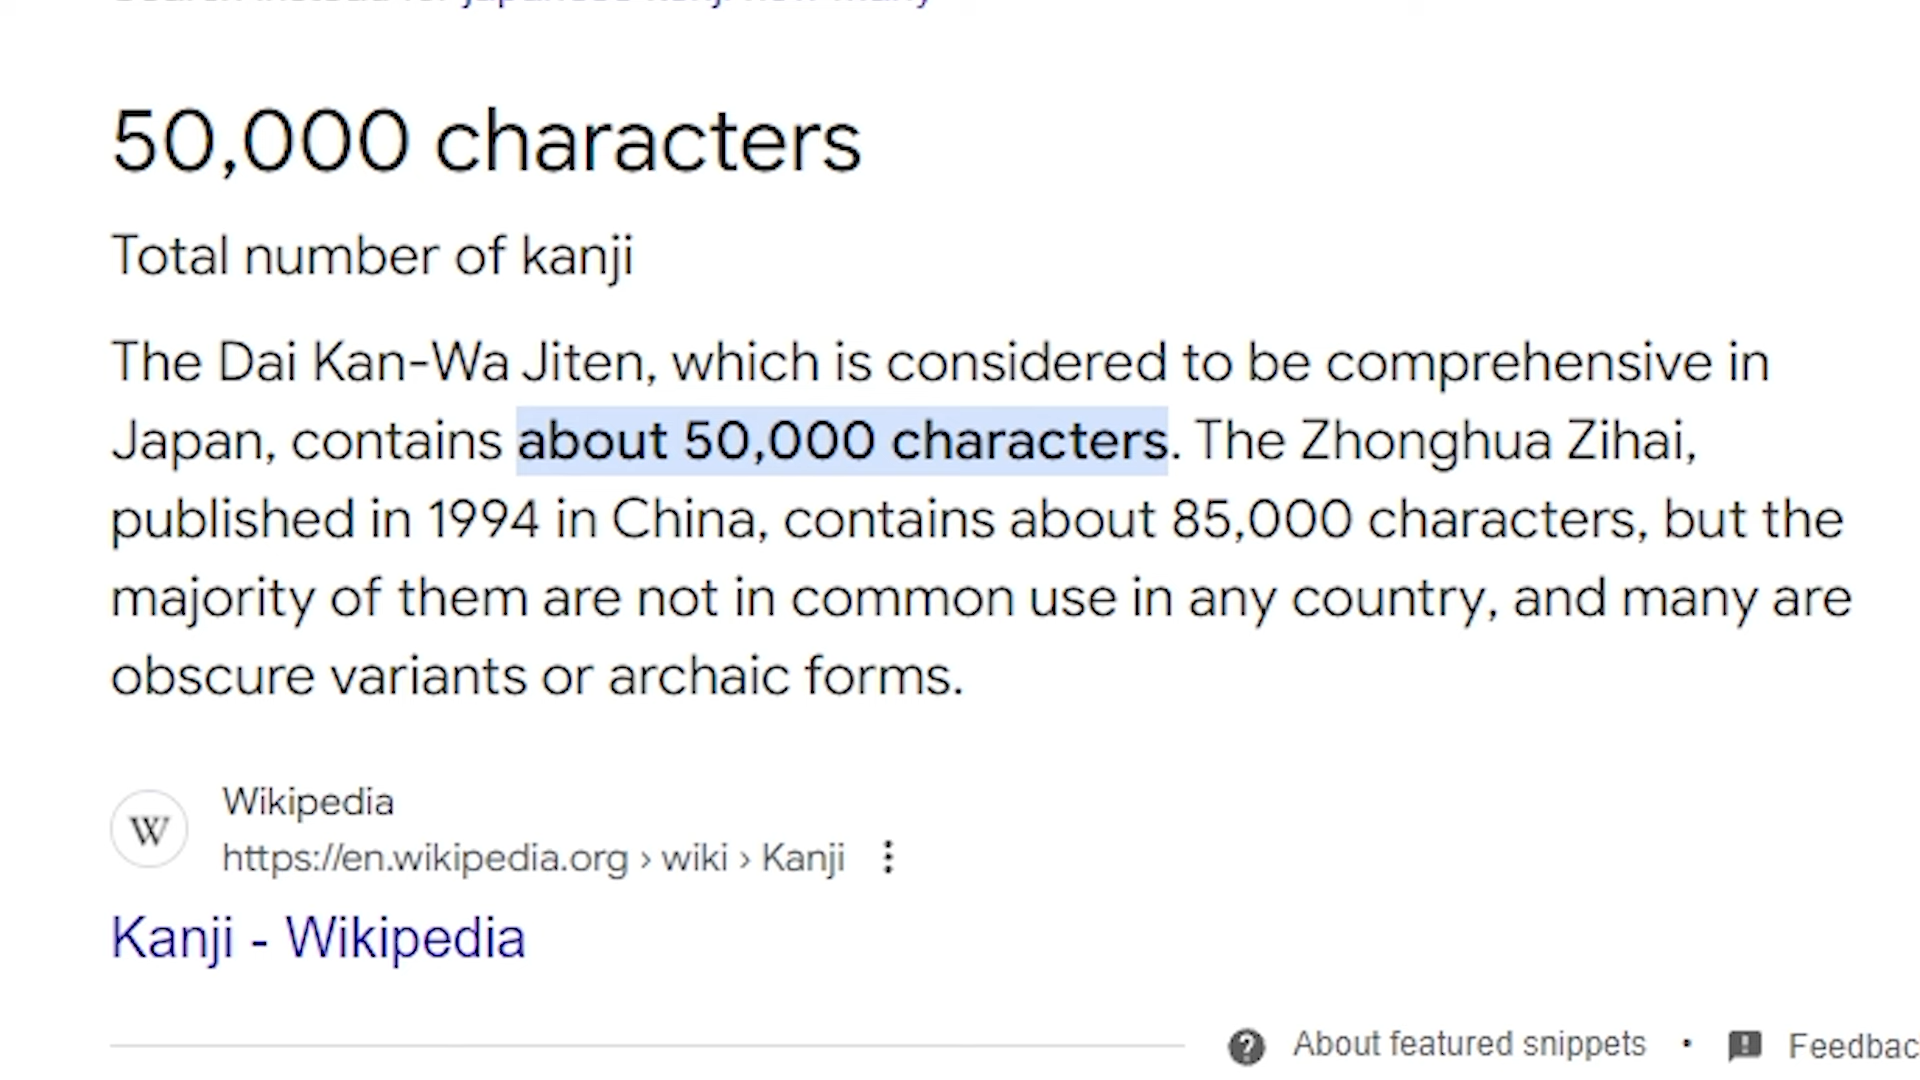 50,000 characters
Total number of kanji
The Dai Kan-Wa Jiten, which is considered to be comprehensive in
Japan, contains about 50,000 characters. The Zhonghua Zihai,
published in 1994 in China, contains about 85,000 characters, but the
majority of them are not in common use in any country, and many are
obscure variants or archaic forms.
W
Wikipedia
https://en.wikipedia.org › wiki › Kanji
Kanji - Wikipedia
About featured snippets • Feedbac